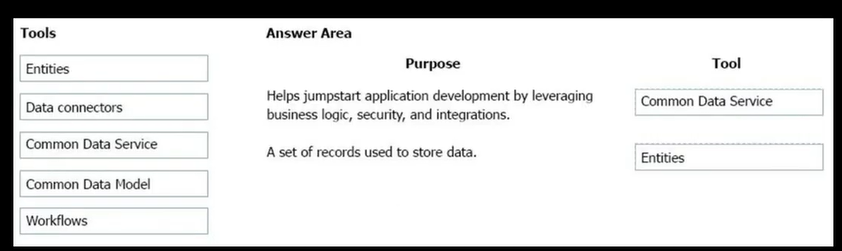 Tools
Answer Area
Purpose
Tool
Entities
Data connectors
Common Data Service
Common Data Model
Workflows
Helps jumpstart application development by leveraging
business logic, security, and integrations.
Common Data Service
A set of records used to store data.
Entities